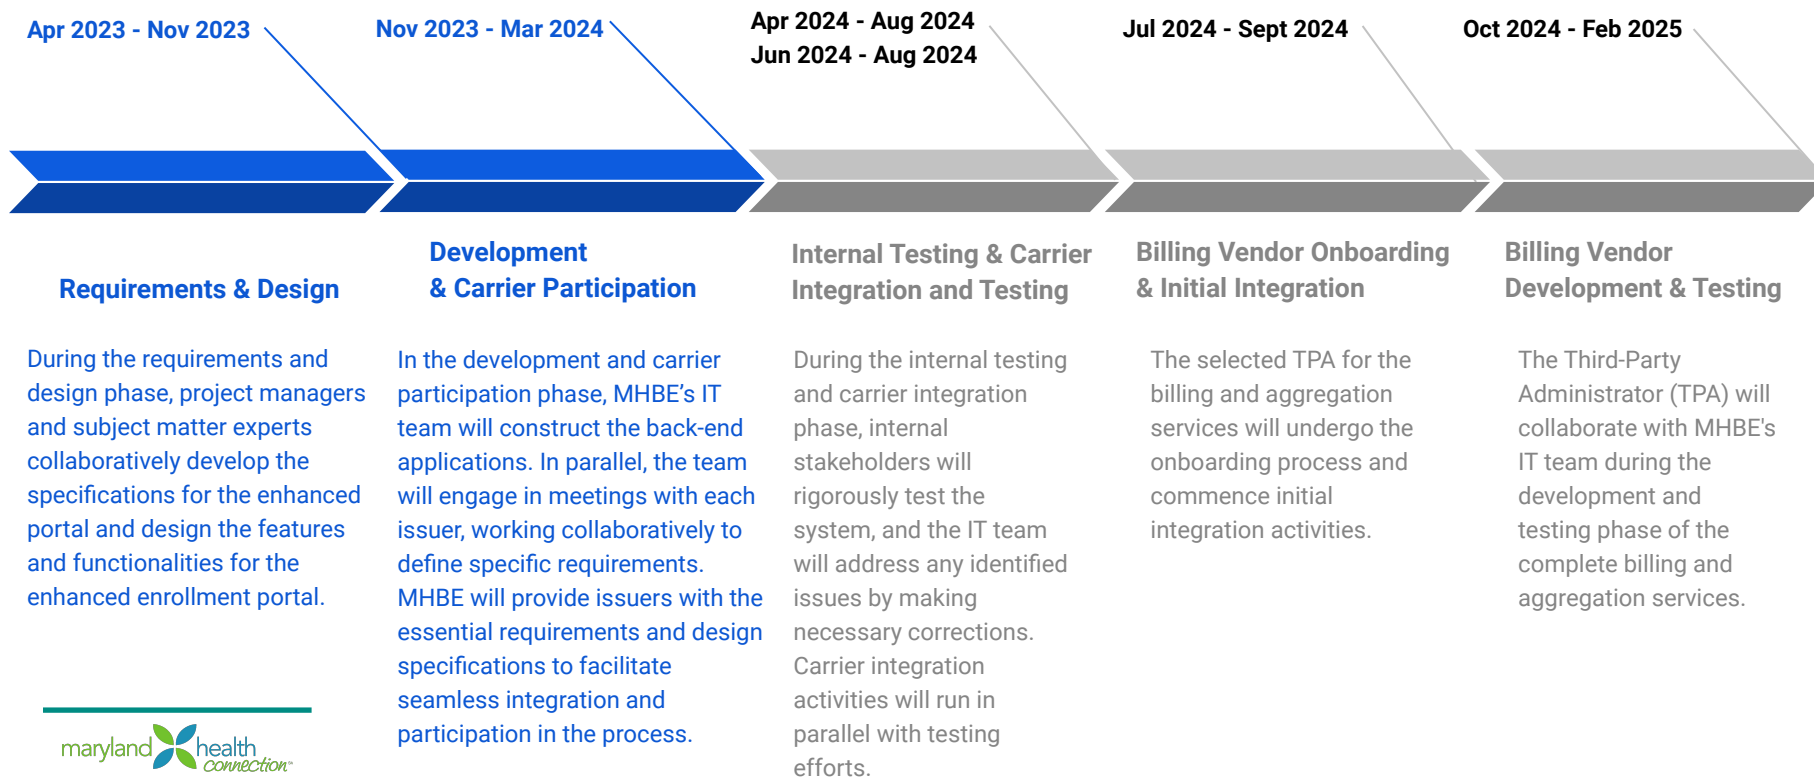 Apr 2023 - Nov 2023
Nov 2023 - Mar 2024
Apr 2024 - Aug 2024
Jun 2024 - Aug 2024
Jul 2024 - Sept 2024
Oct 2024 - Feb 2025
Requirements & Design
During the requirements and
design phase, project managers
and subject matter experts
collaboratively develop the
specifications for the enhanced
portal and design the features
and functionalities for the
enhanced enrollment portal.
Development
& Carrier Participation
In the development and carrier
participation phase, MHBE’s IT
team will construct the back-end
applications. In parallel, the team
will engage in meetings with each
issuer, working collaboratively to
define specific requirements.
MHBE will provide issuers with the
essential requirements and design
specifications to facilitate
seamless integration and
participation in the process.
Internal Testing & Carrier
Integration and Testing
During the internal testing
and carrier integration
phase, internal
stakeholders will
rigorously test the
system, and the IT team
will address any identified
issues by making
necessary corrections.
Carrier integration
activities will run in
parallel with testing
efforts.
Billing Vendor Onboarding
& Initial Integration
The selected TPA for the
billing and aggregation
services will undergo the
onboarding process and
commence initial
integration activities.
Billing Vendor
Development & Testing
The Third-Party
Administrator (TPA) will
collaborate with MHBE's
IT team during the
development and
testing phase of the
complete billing and
aggregation services.
maryland health
connection